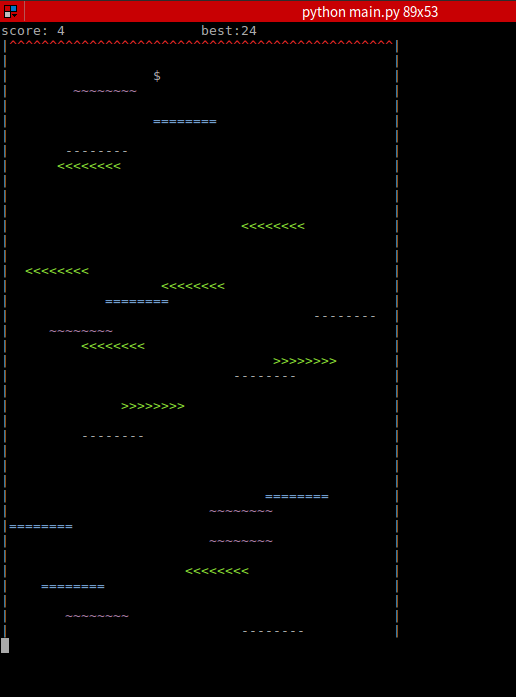 python main.py 89x53
score: 4                 best:24
|^^^^^^^^^^^^^^^^^^^^^^^^^^^^^^^^^^^^^^^^^^^^^^^^|
|                                                |
|                  $                             |
|        ~~~~~~~~                                |
|                                                |
|                  ========                      |
|                                                |
|       --------                                 |
|      <<<<<<<<                                  |
|                                                |
|                                                |
|                                                |
|                             <<<<<<<<           |
|                                                |
|                                                |
|  <<<<<<<<                                      |
|                   <<<<<<<<                     |
|            ========                            |
|                                      --------  |
|     ~~~~~~~~                                   |
|         <<<<<<<<                               |
|                                 >>>>>>>>       |
|                            --------            |
|                                                |
|              >>>>>>>>                          |
|                                                |
|         --------                               |
|                                                |
|                                                |
|                                                |
|                                ========        |
|                         ~~~~~~~~               |
|========                                        |
|                         ~~~~~~~~               |
|                                                |
|                      <<<<<<<<                  |
|    ========                                    |
|                                                |
|       ~~~~~~~~                                 |
|                             --------           |